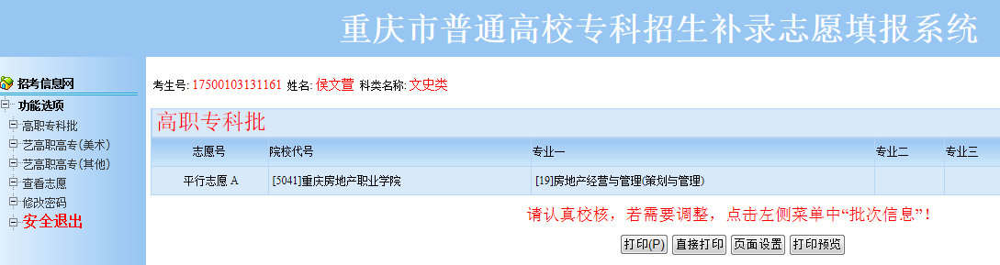 重庆市普通高校专科招生补录志愿填报系统
招考信息网
功能选项
高职专科批
艺高职高专(美术)
艺高职高专(其他)
查看志愿
修改密码
安全退出
考生号: 17500103131161 姓名: 侯文萱 科类名称: 文史类
高职专科批
志愿号 院校代号 专业一 专业二 专业三
平行志愿 A [5041]重庆房地产职业学院 [19]房地产经营与管理(策划与管理)
请认真校核，若需要调整，点击左侧菜单中“批次信息”！
打印(P) 直接打印 页面设置 打印预览